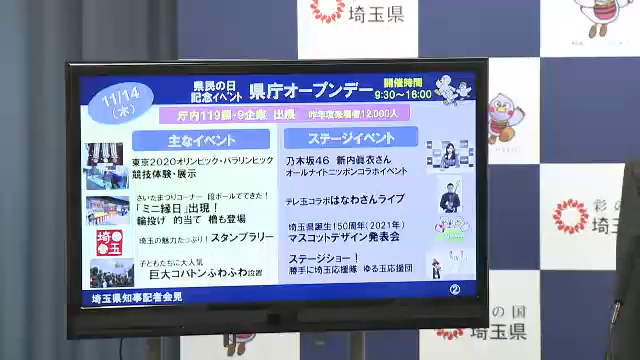 埼玉県
11/14
(木)
県民の日
記念イベント
県庁オープンデー
開催時間
9:30～16:00
昨年度来場者12,000人
主なイベント
東京2020オリンピック・パラリンピック
競技体験・展示
さいたまつりコーナー 段ボールでできた!
「ミニ縁日」出現!
輪投げ 的当て 櫓も登場
埼玉の魅力たっぷり!スタンプラリー
子どもたちに大人気
巨大コバトンふわふわ設置
ステージイベント
乃木坂46 新内眞衣さん
オールナイトニッポンコラボイベント
テレ玉コラボはなわさんライブ
埼玉県誕生150周年(2021年)
マスコットデザイン発表会
ステージショー!
勝手に埼玉応援隊 ゆる玉応援団
埼玉県知事記者会見
②
彩の国
埼玉県
の国
埼玉県